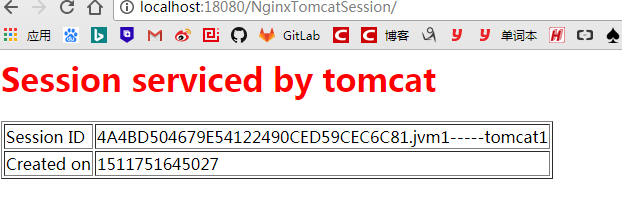 localhost:18080/NginxTomcatSession/
应用 GitLab 博客 单词本
Session serviced by tomcat
Session ID 4A4BD504679E54122490CED59CEC6C81.jvm1-----tomcat1
Created on 1511751645027